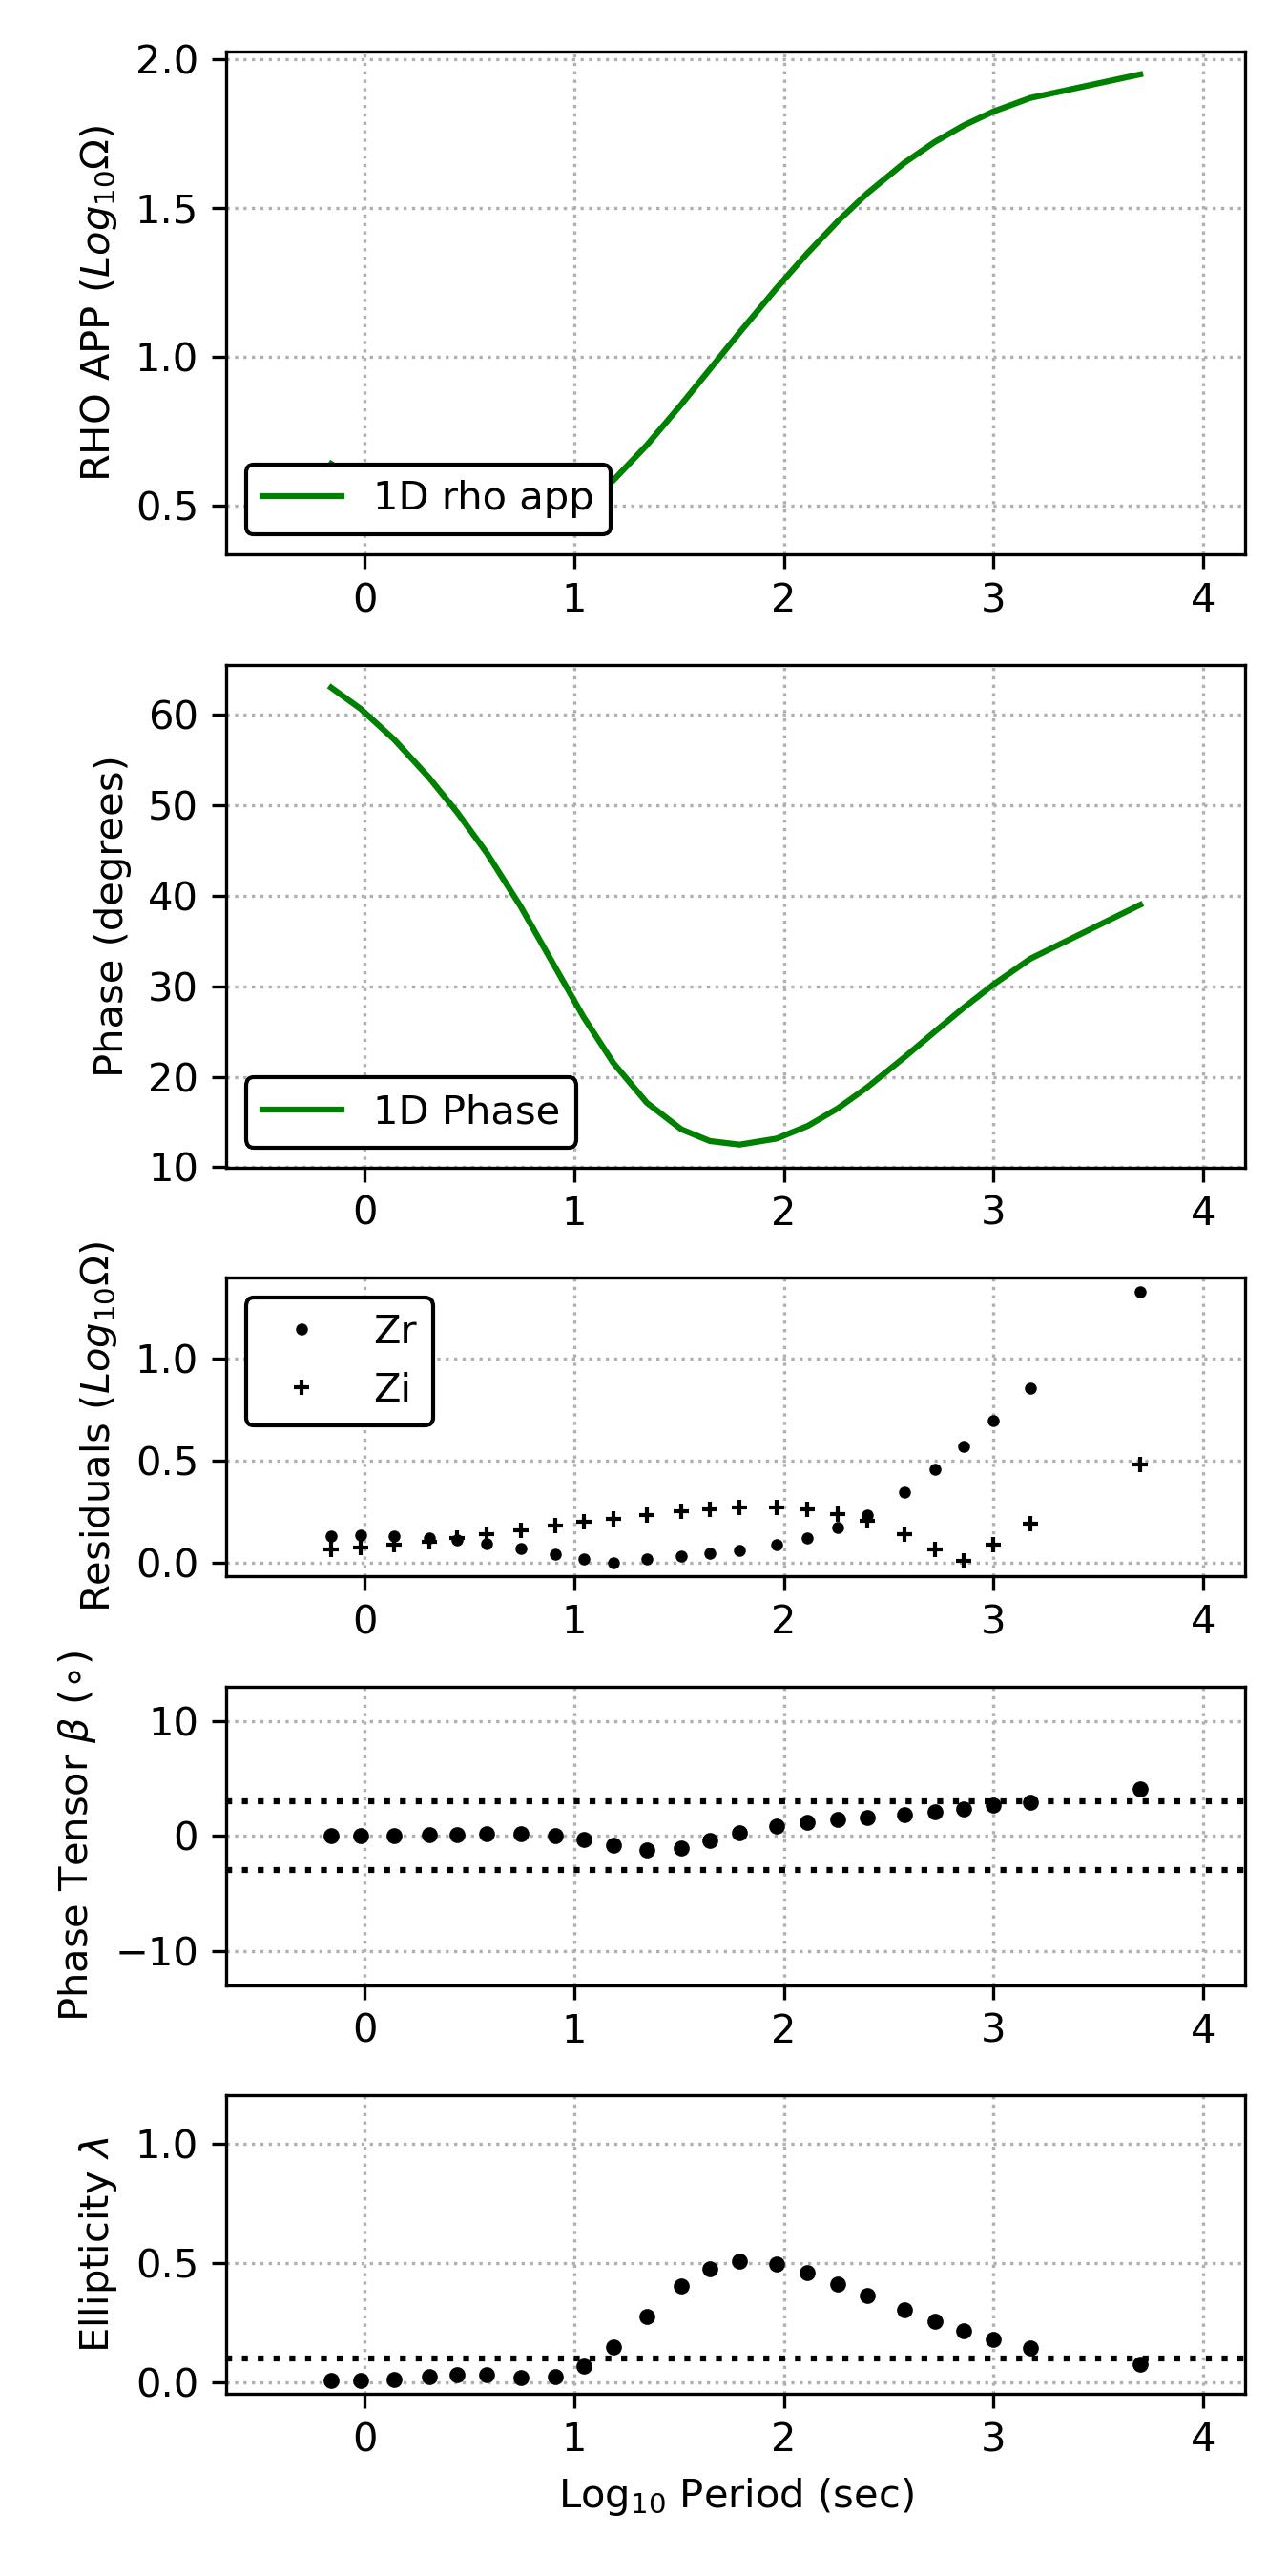 RHO APP (Log₁₀Ω)
2.0
1.5
1.0
0.5
1D rho app
0 1 2 3 4
Phase (degrees)
60
50
40
30
20
10
1D Phase
0 1 2 3 4
Residuals (Log₁₀Ω)
1.0
0.5
0.0
Zr
Zi
0 1 2 3 4
Phase Tensor β (∘)
10
0
−10
0 1 2 3 4
Ellipticity λ
1.0
0.5
0.0
0 1 2 3 4
Log₁₀ Period (sec)